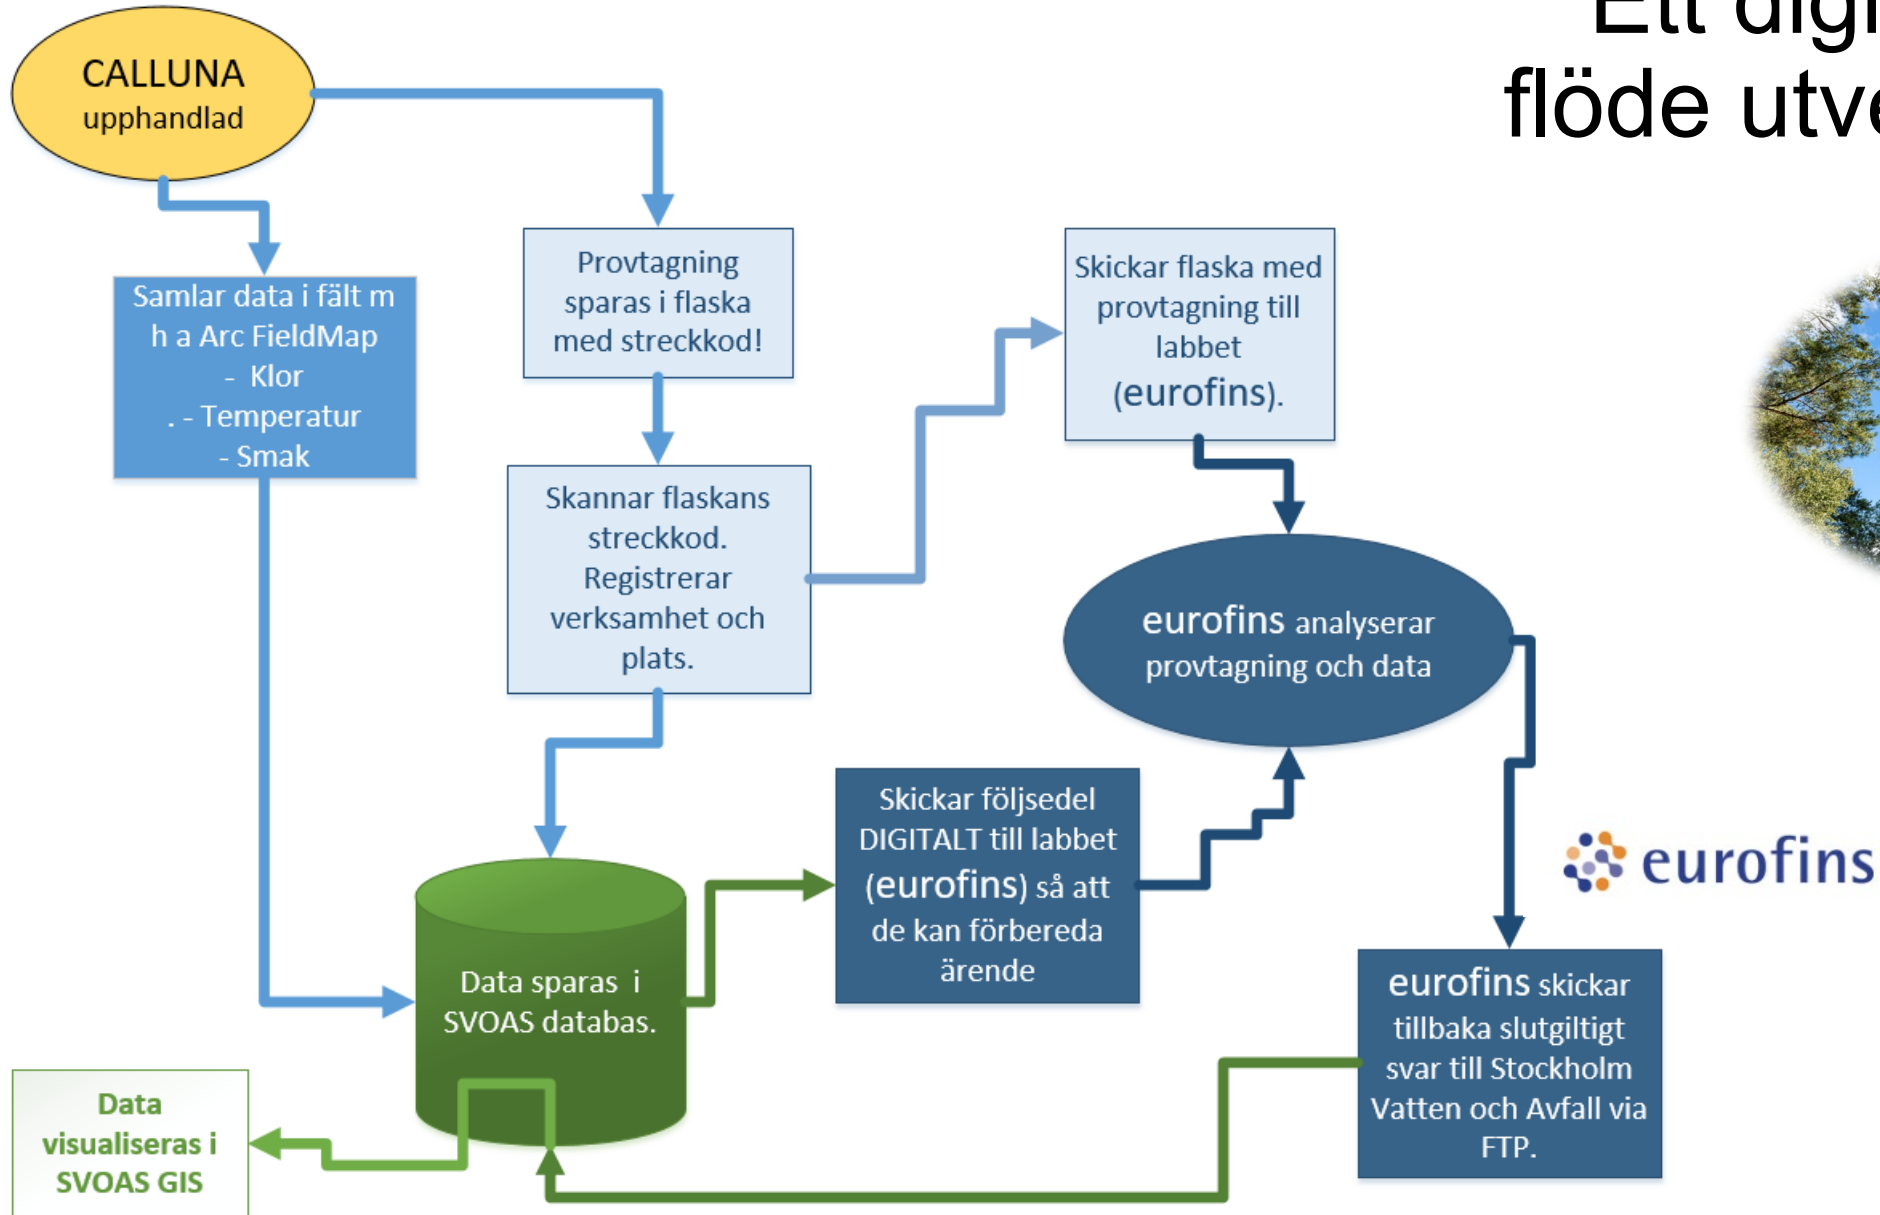 Ett digi
flöde utve
CALLUNA
upphandlad
Samlar data i fält m
h a Arc FieldMap
- Klor
. - Temperatur
- Smak
Provtagning
sparas i flaska
med streckkod!
Skannar flaskans
streckkod.
Registrerar
verksamhet och
plats.
Skickar flaska med
provtagning till
labbet
(eurofins).
eurofins analyserar
provtagning och data
Skickar följsedel
DIGITALT till labbet
(eurofins) så att
de kan förbereda
ärende
eurofins
eurofins skickar
tillbaka slutgiltigt
svar till Stockholm
Vatten och Avfall via
FTP.
Data sparas i
SVOAS databas.
Data
visualiseras i
SVOAS GIS